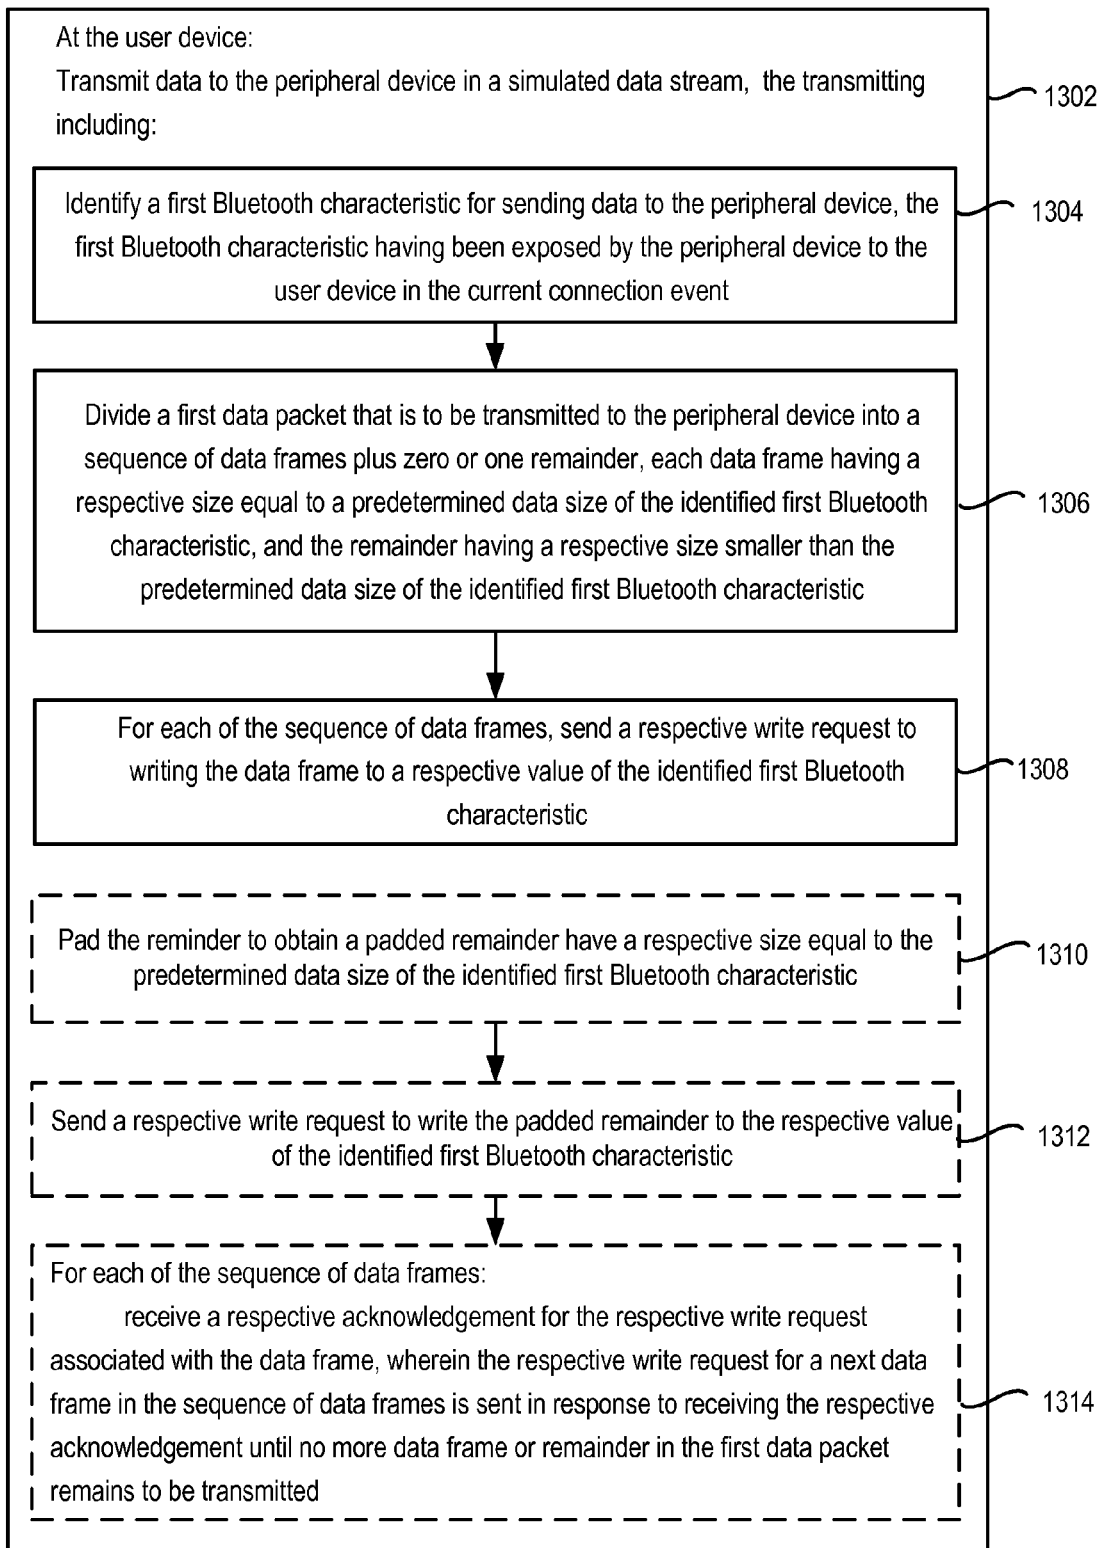 At the user device:
Transmit data to the peripheral device in a simulated data stream, the transmitting
including:
1302
Identify a first Bluetooth characteristic for sending data to the peripheral device, the
first Bluetooth characteristic having been exposed by the peripheral device to the
user device in the current connection event
1304
Divide a first data packet that is to be transmitted to the peripheral device into a
sequence of data frames plus zero or one remainder, each data frame having a
respective size equal to a predetermined data size of the identified first Bluetooth
characteristic, and the remainder having a respective size smaller than the
predetermined data size of the identified first Bluetooth characteristic
1306
For each of the sequence of data frames, send a respective write request to
writing the data frame to a respective value of the identified first Bluetooth
characteristic
1308
Pad the reminder to obtain a padded remainder have a respective size equal to the
predetermined data size of the identified first Bluetooth characteristic
1310
Send a respective write request to write the padded remainder to the respective value
of the identified first Bluetooth characteristic
1312
For each of the sequence of data frames:
receive a respective acknowledgement for the respective write request
associated with the data frame, wherein the respective write request for a next data
frame in the sequence of data frames is sent in response to receiving the respective
acknowledgement until no more data frame or remainder in the first data packet
remains to be transmitted
1314